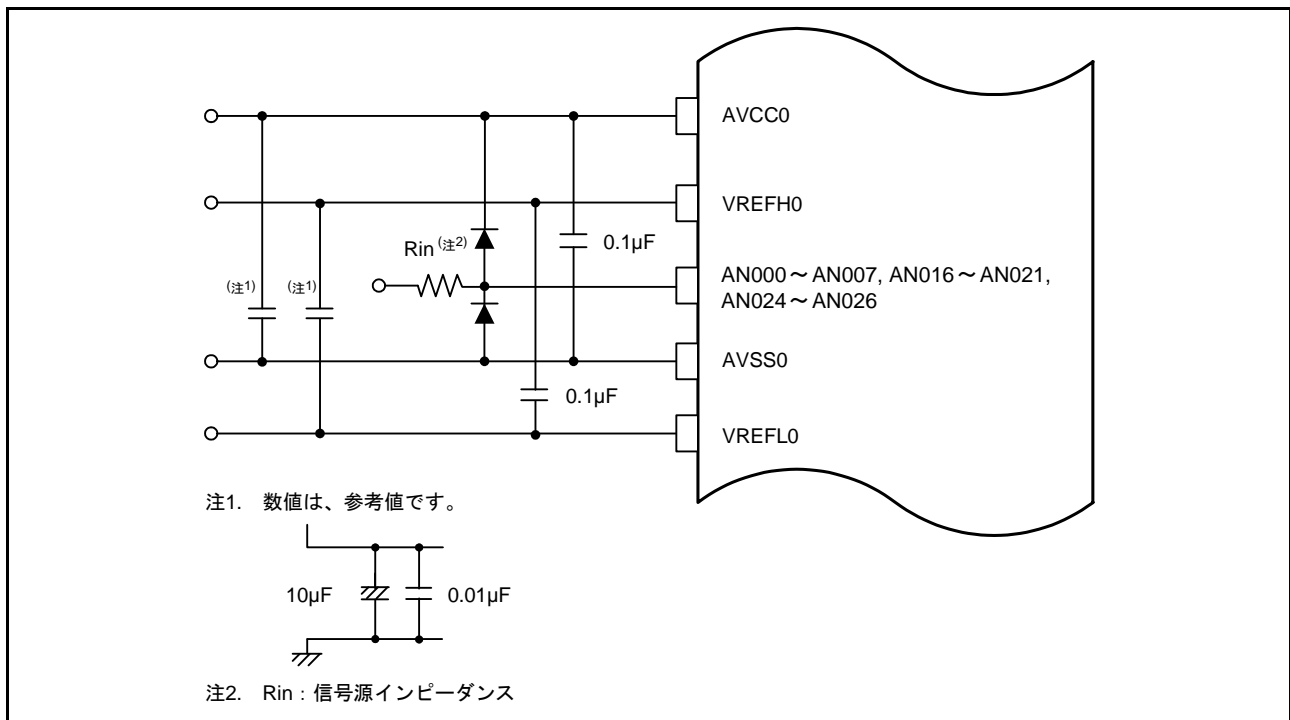 AVCC0
VREFH0
Rin (注2)
0.1µF
(注1)
(注1)
AN000～AN007, AN016～AN021,
AN024～AN026
AVSS0
0.1µF
VREFL0
注1. 数値は、参考値です。
10µF
0.01µF
注2. Rin：信号源インピーダンス